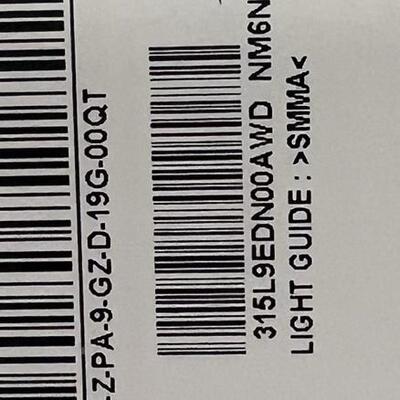 -Z-PA-9-GZ-D-19G-00QT
315L9EDN00AWD NM6N
LIGHT GUIDE : >SMMA<